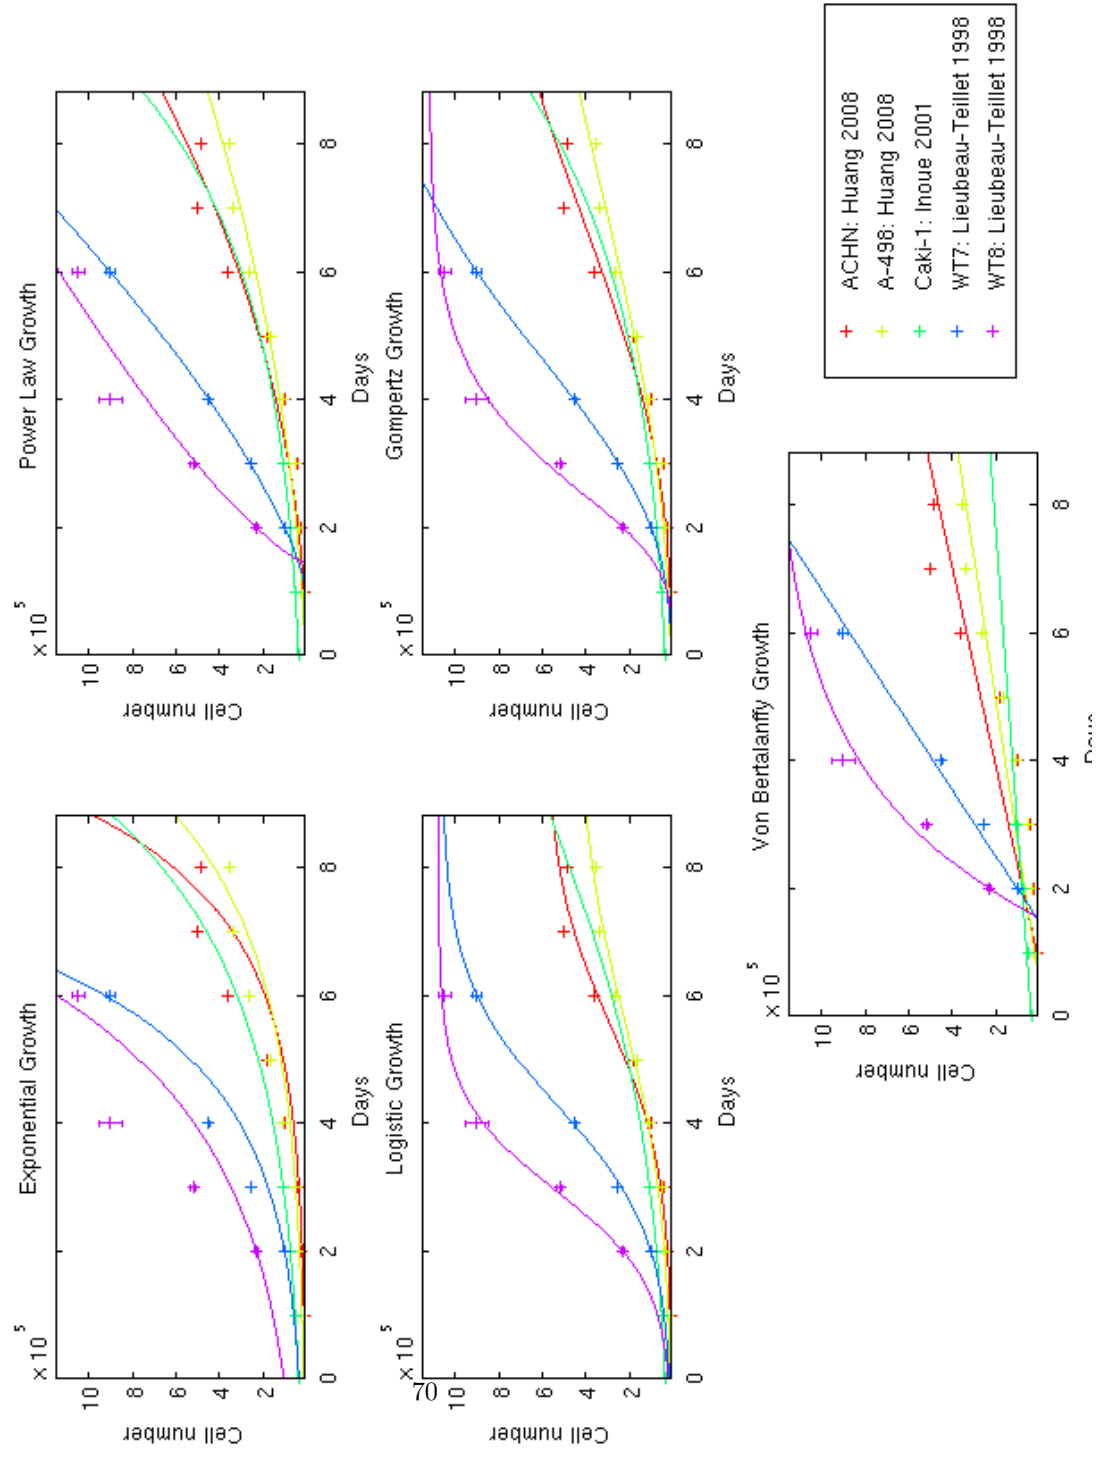 Exponential Growth
× 10 5
10
8
6
4
2
Cell number
0
2
4
6
8
Days
Power Law Growth
× 10 5
10
8
6
4
2
Cell number
0
2
4
6
8
Days
Logistic Growth
× 10 5
10
8
6
4
2
Cell number
0
2
4
6
8
Days
Gompertz Growth
× 10 5
10
8
6
4
2
Cell number
0
2
4
6
8
Days
Von Bertalanffy Growth
× 10 5
10
8
6
4
2
Cell number
0
2
4
6
8
Days
ACHN: Huang 2008
A-498: Huang 2008
Caki-1: Inoue 2001
WT7: Lieubeau-Teillet 1998
WT8: Lieubeau-Teillet 1998
70